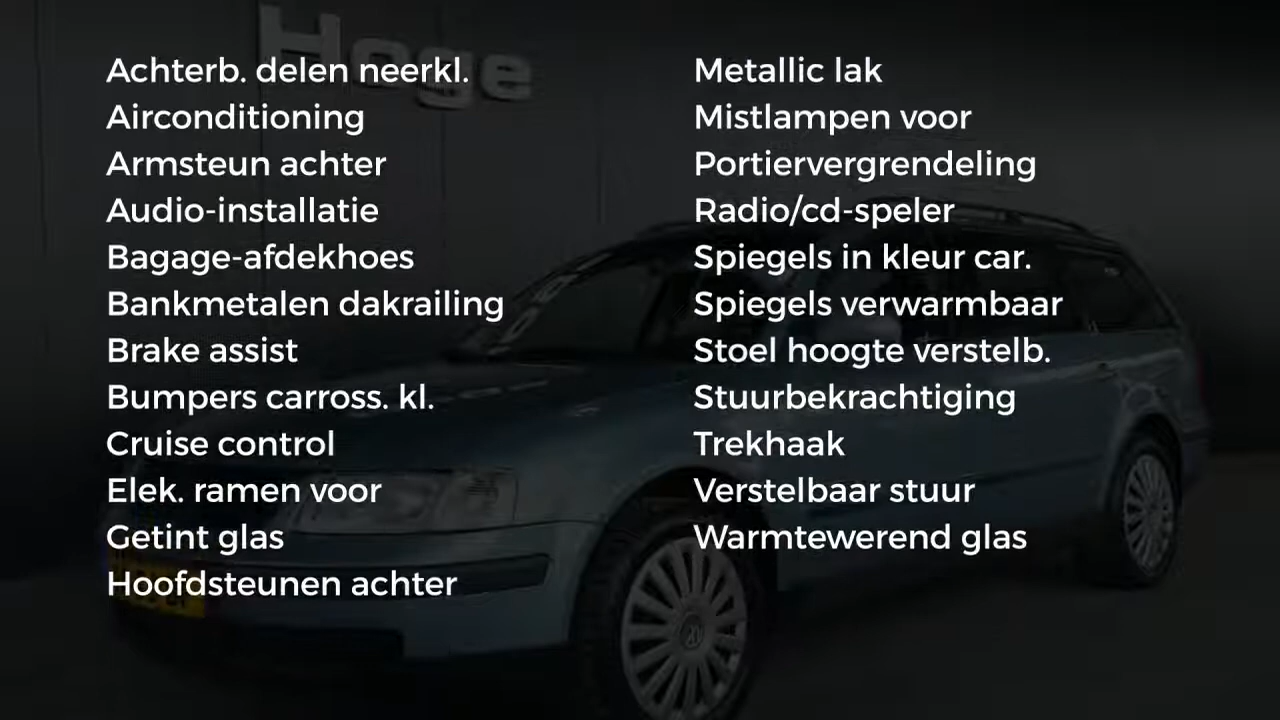 Hoge
Achterb. delen neerkl.
Airconditioning
Armsteun achter
Audio-installatie
Bagage-afdekhoes
Bankmetalen dakrailing
Brake assist
Bumpers carross. kl.
Cruise control
Elek. ramen voor
Getint glas
Hoofdsteunen achter
Metallic lak
Mistlampen voor
Portiervergrendeling
Radio/cd-speler
Spiegels in kleur car.
Spiegels verwarmbaar
Stoel hoogte verstelb.
Stuurbekrachtiging
Trekhaak
Verstelbaar stuur
Warmtewerend glas